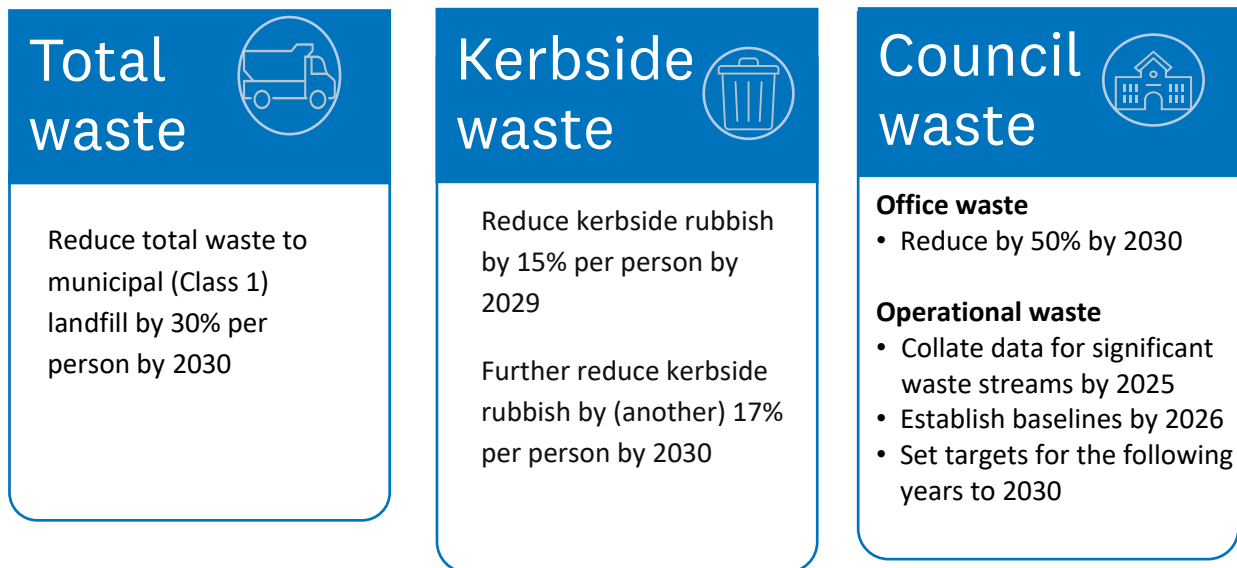 Total
waste
Reduce total waste to
municipal (Class 1)
landfill by 30% per
person by 2030
Kerbside
waste
Reduce kerbside rubbish
by 15% per person by
2029
Further reduce kerbside
rubbish by (another) 17%
per person by 2030
Council
waste
Office waste
• Reduce by 50% by 2030
Operational waste
• Collate data for significant
waste streams by 2025
• Establish baselines by 2026
• Set targets for the following
years to 2030